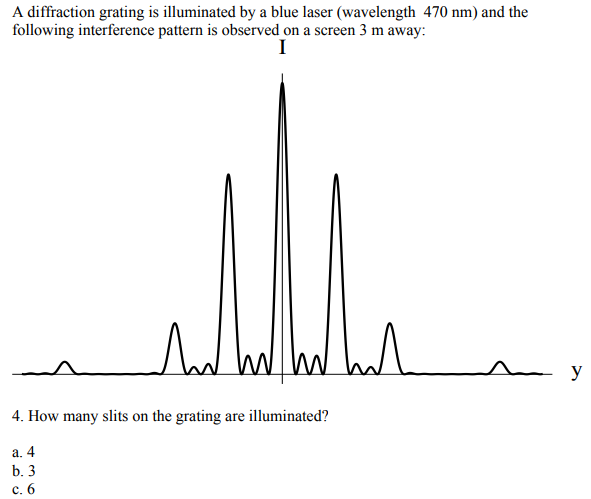 A diffraction grating is illuminated by a blue laser (wavelength 470 nm) and the
following interference pattern is observed on a screen 3 m away:
I
y
4. How many slits on the grating are illuminated?
a. 4
b. 3
c. 6